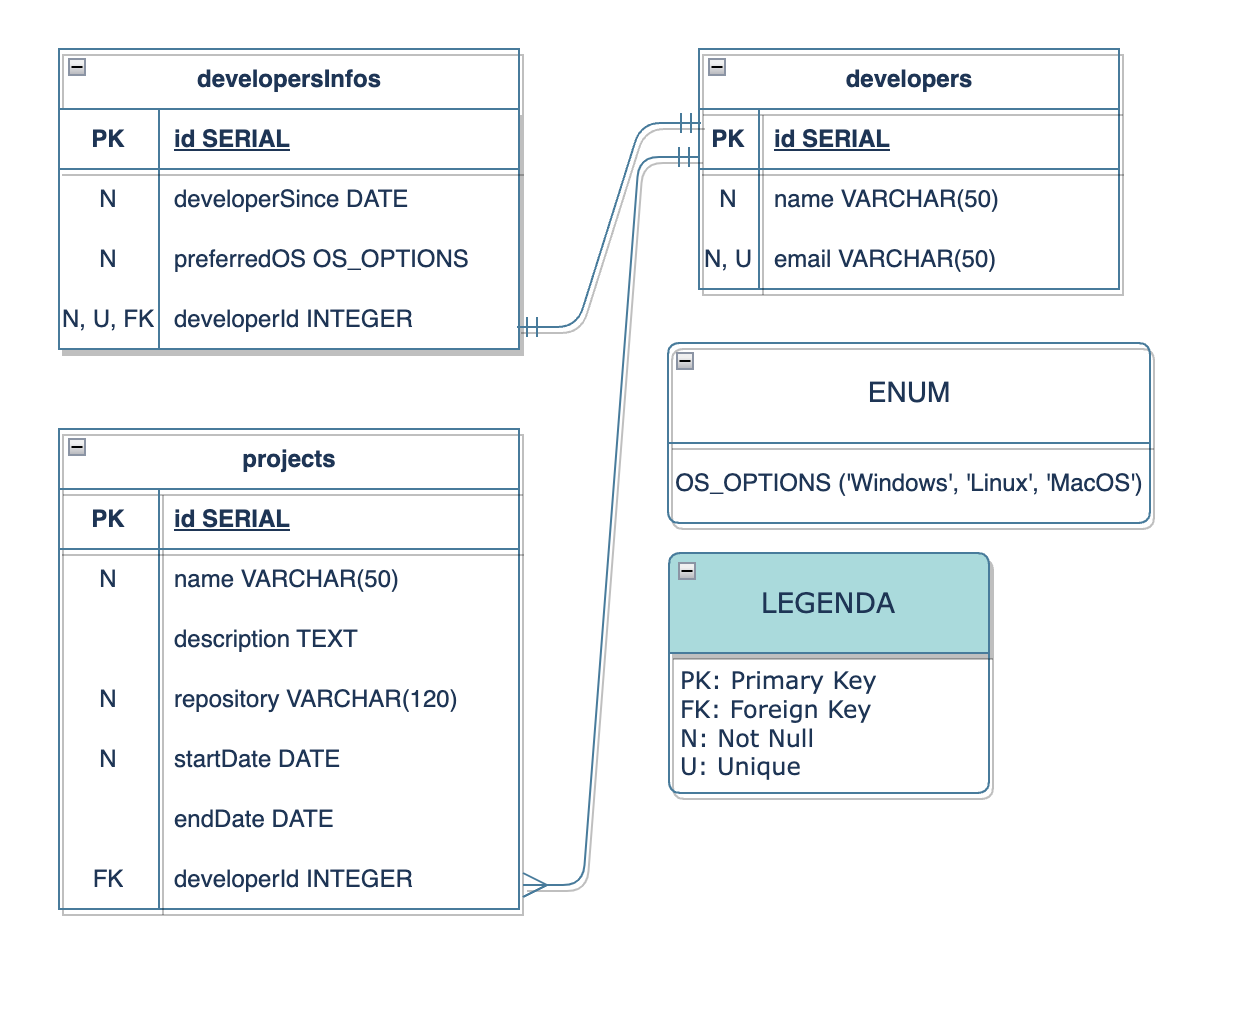 developersInfos
PK id SERIAL
N developerSince DATE
N preferredOS OS_OPTIONS
N, U, FK developerId INTEGER
developers
PK id SERIAL
N name VARCHAR(50)
N, U email VARCHAR(50)
ENUM
OS_OPTIONS ('Windows', 'Linux', 'MacOS')
projects
PK id SERIAL
N name VARCHAR(50)
description TEXT
N repository VARCHAR(120)
N startDate DATE
endDate DATE
FK developerId INTEGER
LEGENDA
PK: Primary Key
FK: Foreign Key
N: Not Null
U: Unique